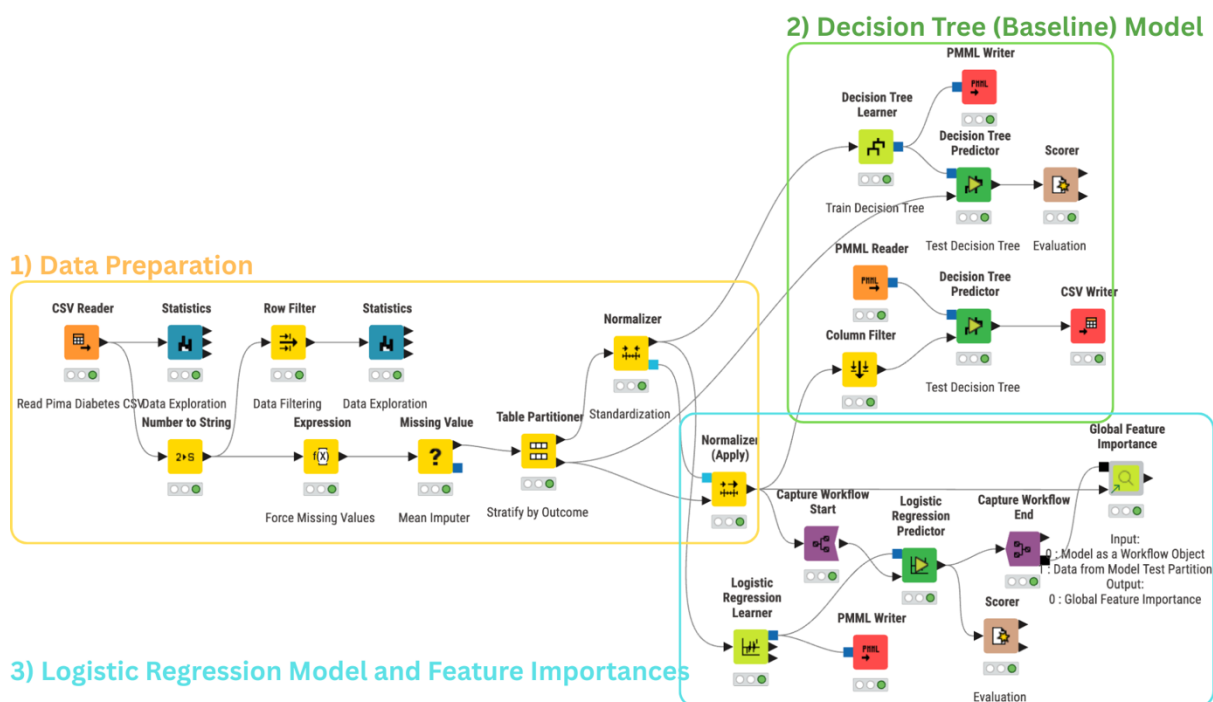 2) Decision Tree (Baseline) Model
PMML Writer
PMML
Decision Tree
Learner
Train Decision Tree
Decision Tree
Predictor
Test Decision Tree
Scorer
Evaluation
PMML Reader
PMML
Decision Tree
Predictor
Test Decision Tree
CSV Writer
Column Filter
1) Data Preparation
CSV Reader
Read Pima Diabetes CSV
Statistics
Data Exploration
Row Filter
Data Filtering
Statistics
Data Exploration
Number to String
2▸S
Expression
f(X)
Force Missing Values
Missing Value
?
Mean Imputer
Table Partitioner
Stratify by Outcome
Normalizer
Standardization
Normalizer
(Apply)
Global Feature
Importance
Input:
0 : Model as a Workflow Object
1 : Data from Model Test Partition
Output:
0 : Global Feature Importance
Capture Workflow
Start
Logistic
Regression
Predictor
Capture Workflow
End
Logistic
Regression
Learner
PMML Writer
PMML
Scorer
Evaluation
3) Logistic Regression Model and Feature Importances